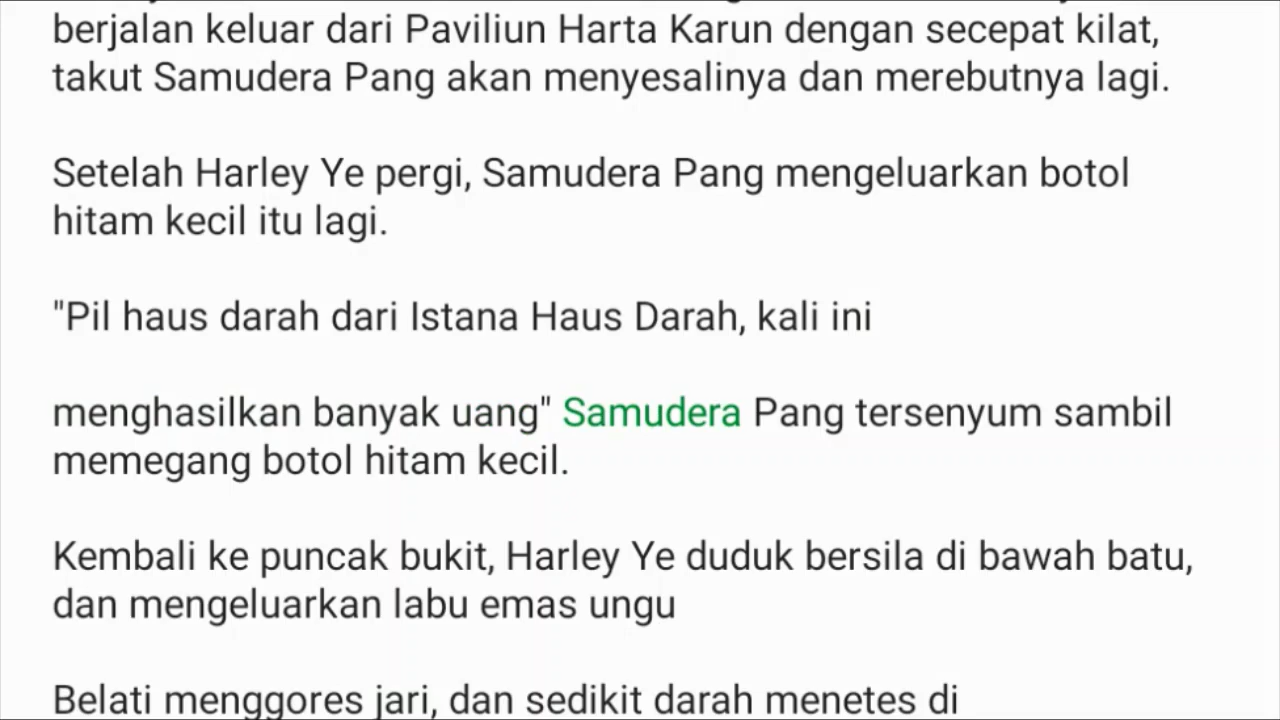 berjalan keluar dari Paviliun Harta Karun dengan secepat kilat,
takut Samudera Pang akan menyesalinya dan merebutnya lagi.
Setelah Harley Ye pergi, Samudera Pang mengeluarkan botol
hitam kecil itu lagi.
"Pil haus darah dari Istana Haus Darah, kali ini
menghasilkan banyak uang" Samudera Pang tersenyum sambil
memegang botol hitam kecil.
Kembali ke puncak bukit, Harley Ye duduk bersila di bawah batu,
dan mengeluarkan labu emas ungu
Belati menggores jari, dan sedikit darah menetes di